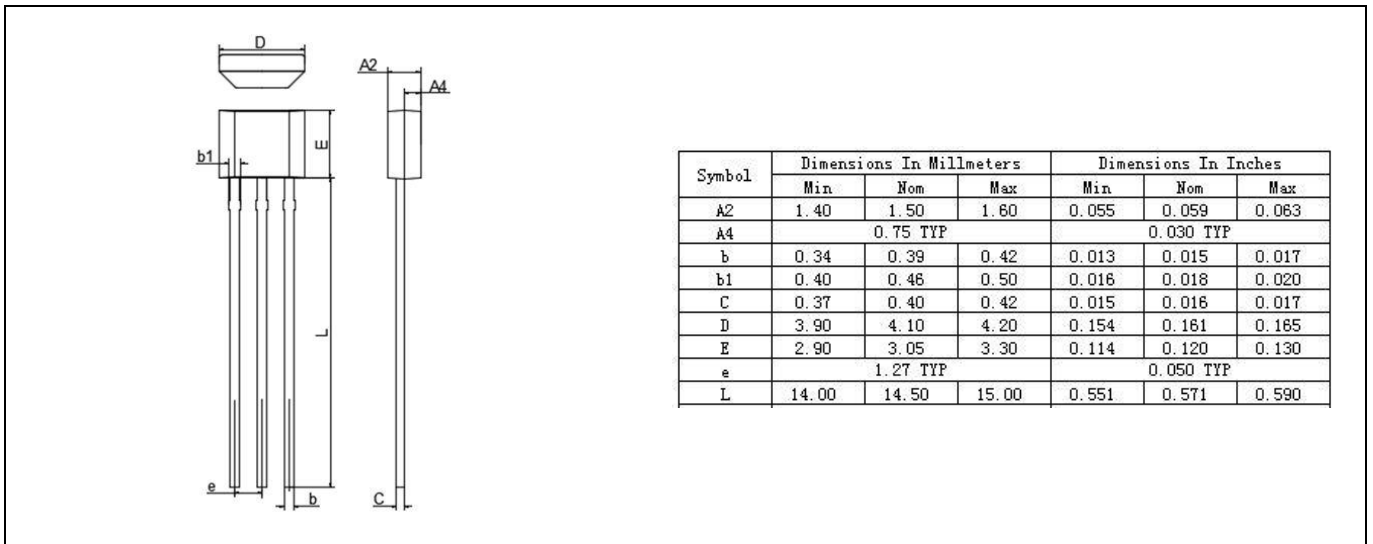 D
A2
A4
b1
E
L
e
b
C
Symbol Dimensions In Millmeters Dimensions In Inches
Min Nom Max Min Nom Max
A2 1.40 1.50 1.60 0.055 0.059 0.063
A4 0.75 TYP 0.030 TYP
b 0.34 0.39 0.42 0.013 0.015 0.017
b1 0.40 0.46 0.50 0.016 0.018 0.020
C 0.37 0.40 0.42 0.015 0.016 0.017
D 3.90 4.10 4.20 0.154 0.161 0.165
E 2.90 3.05 3.30 0.114 0.120 0.130
e 1.27 TYP 0.050 TYP
L 14.00 14.50 15.00 0.551 0.571 0.590